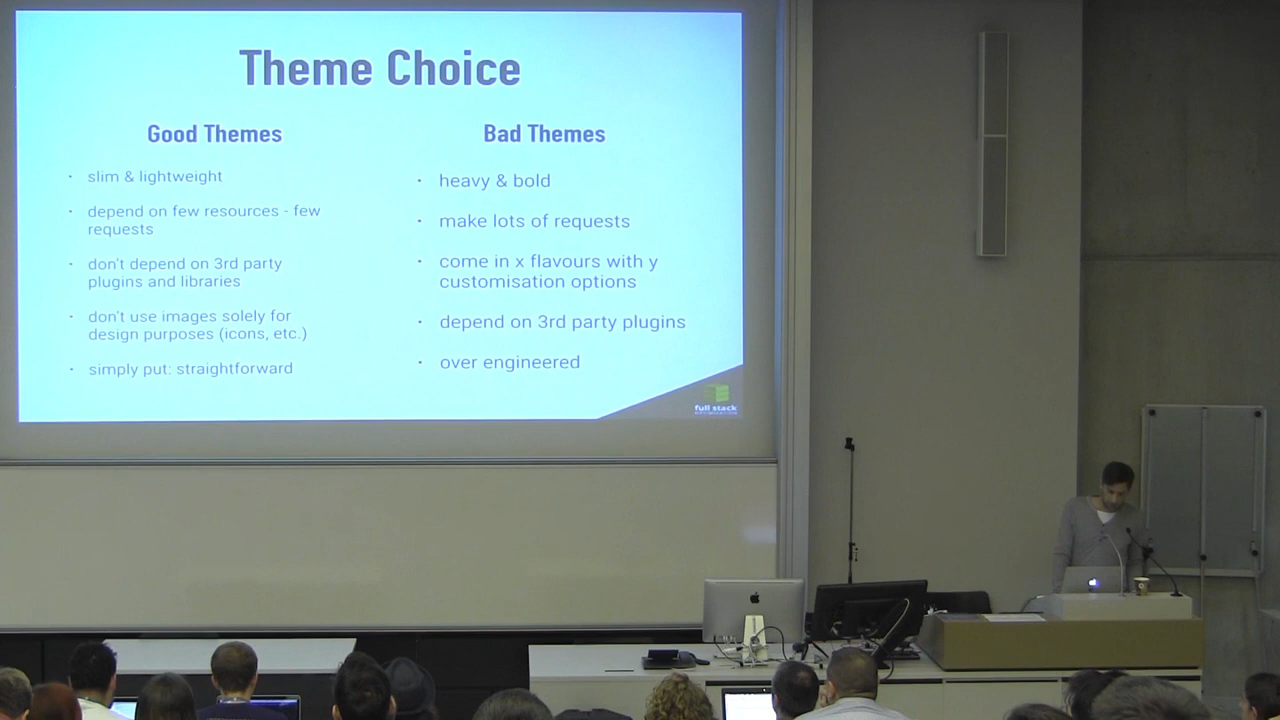 Theme Choice
Good Themes
• slim & lightweight
• depend on few resources - few
requests
• don't depend on 3rd party
plugins and libraries
• don't use images solely for
design purposes (icons, etc.)
• simply put: straightforward
Bad Themes
• heavy & bold
• make lots of requests
• come in x flavours with y
customisation options
• depend on 3rd party plugins
• over engineered
full stack